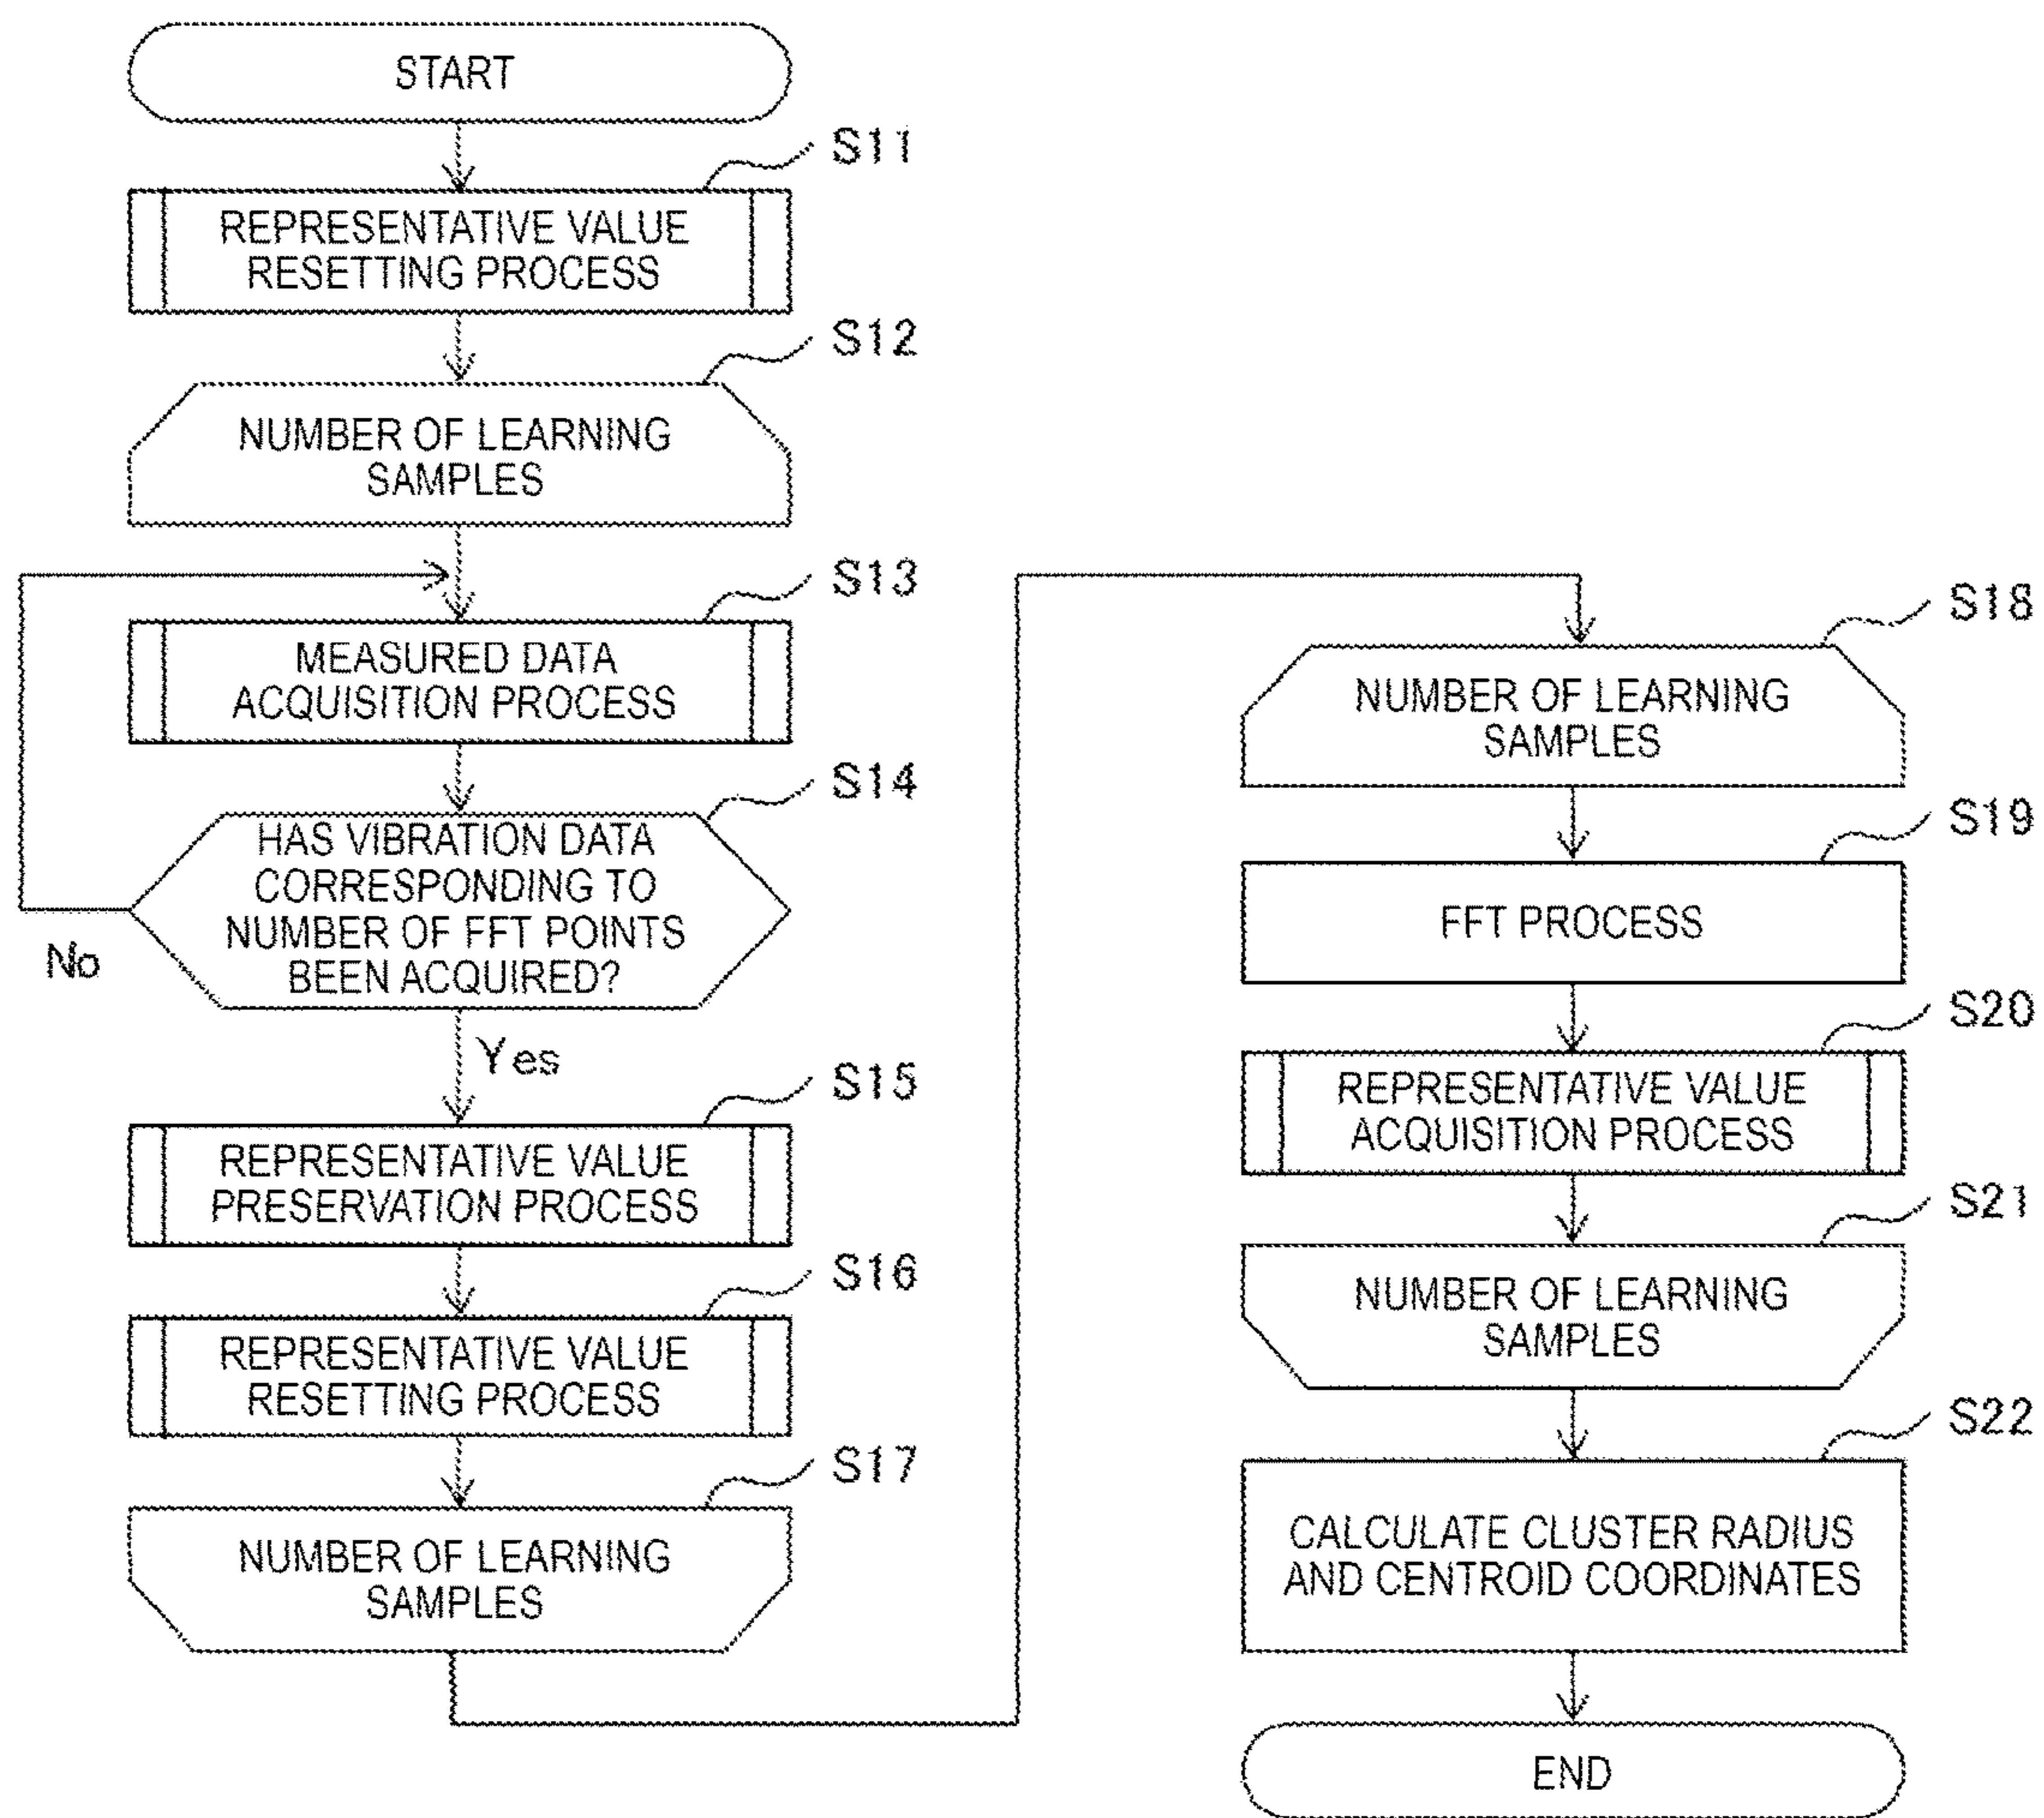 START
S11
REPRESENTATIVE VALUE
RESETTING PROCESS
S12
NUMBER OF LEARNING
SAMPLES
S13
MEASURED DATA
ACQUISITION PROCESS
S14
HAS VIBRATION DATA
CORRESPONDING TO
NUMBER OF FFT POINTS
BEEN ACQUIRED?
No
Yes
S15
REPRESENTATIVE VALUE
PRESERVATION PROCESS
S16
REPRESENTATIVE VALUE
RESETTING PROCESS
S17
NUMBER OF LEARNING
SAMPLES
S18
NUMBER OF LEARNING
SAMPLES
S19
FFT PROCESS
S20
REPRESENTATIVE VALUE
ACQUISITION PROCESS
S21
NUMBER OF LEARNING
SAMPLES
S22
CALCULATE CLUSTER RADIUS
AND CENTROID COORDINATES
END